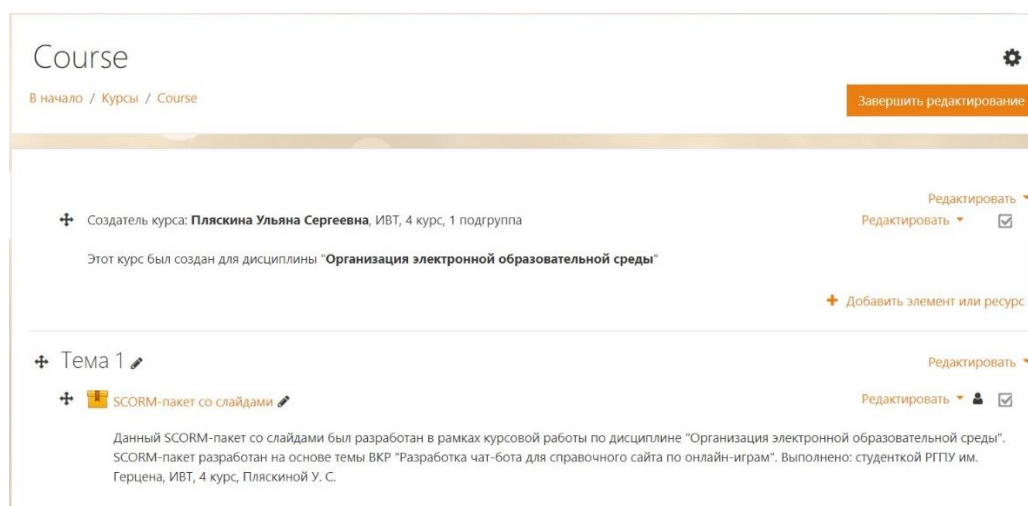 Course
В начало / Курсы / Course
Завершить редактирование
Редактировать
Создатель курса: Пляскина Ульяна Сергеевна, ИВТ, 4 курс, 1 подгруппа
Редактировать
Этот курс был создан для дисциплины "Организация электронной образовательной среды"
Добавить элемент или ресурс
Тема 1
Редактировать
SCORM-пакет со слайдами
Редактировать
Данный SCORM-пакет со слайдами был разработан в рамках курсовой работы по дисциплине "Организация электронной образовательной среды".
SCORM-пакет разработан на основе темы ВКР "Разработка чат-бота для справочного сайта по онлайн-играм". Выполнено: студенткой РГПУ им.
Герцена, ИВТ, 4 курс, Пляскиной У. С.